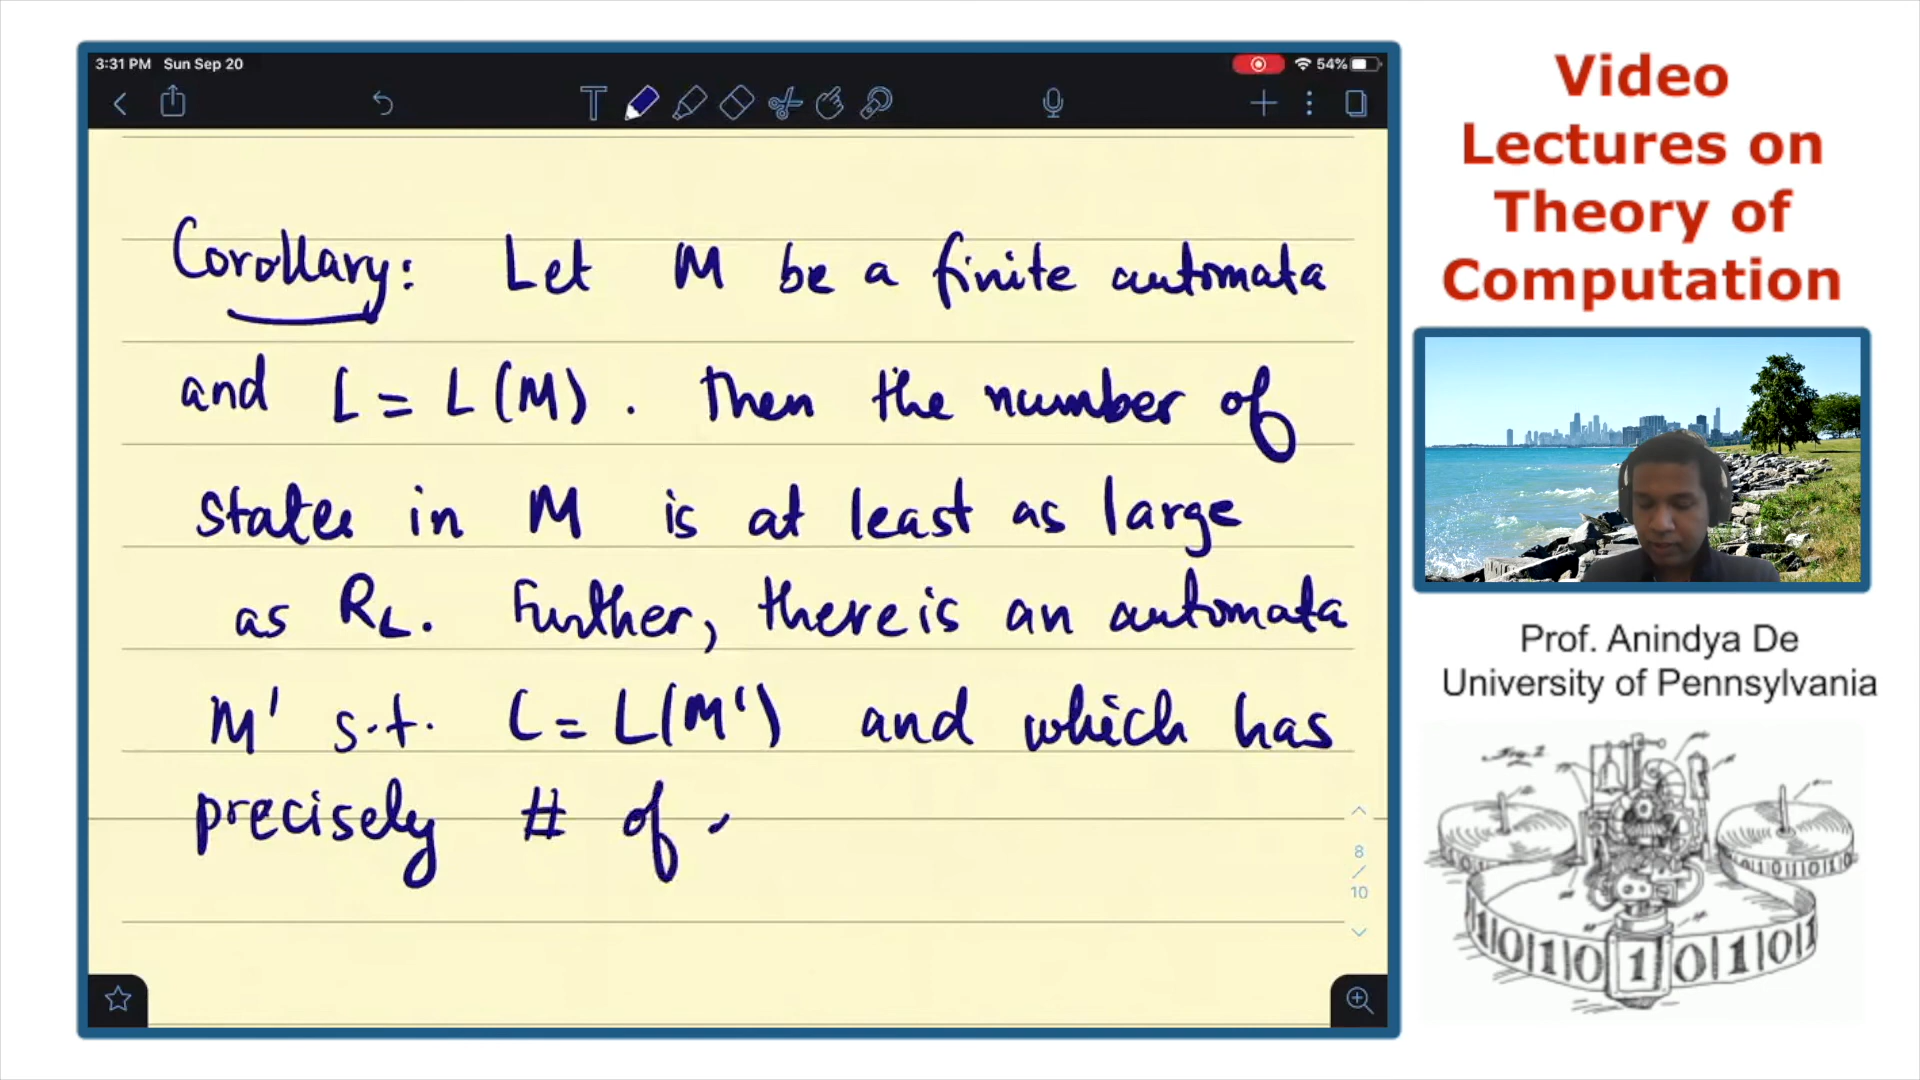 3:31 PM Sun Sep 20
54%
Corollary: Let M be a finite automata
and L = L(M). Then the number of
states in M is at least as large
as R_L. Further, there is an automata
M' s.t. L = L(M') and which has
precisely # of
8
/
10
Video
Lectures on
Theory of
Computation
Prof. Anindya De
University of Pennsylvania